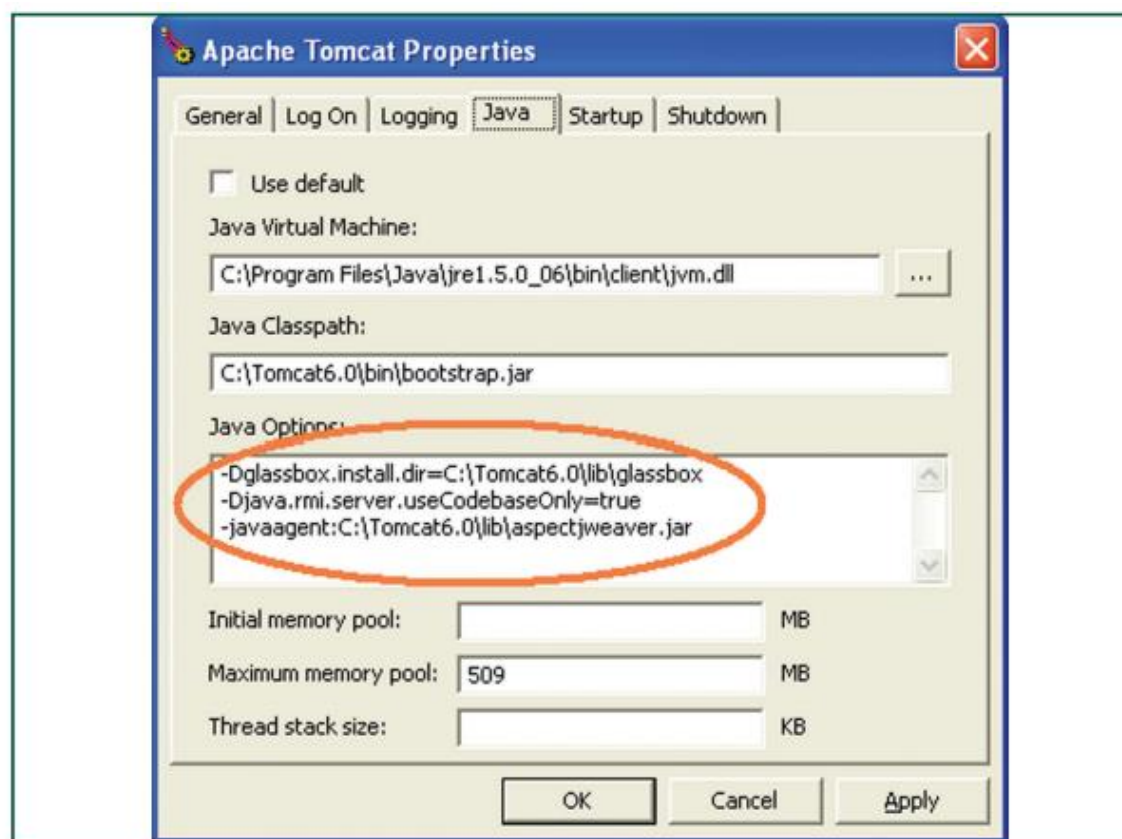 Apache Tomcat Properties
General Log On Logging Java Startup Shutdown
Use default
Java Virtual Machine:
C:\Program Files\Java\jre1.5.0_06\bin\client\jvm.dll ...
Java Classpath:
C:\Tomcat6.0\bin\bootstrap.jar
Java Options:
-Dglassbox.install.dir=C:\Tomcat6.0\lib\glassbox
-Djava.rmi.server.useCodebaseOnly=true
-javaagent:C:\Tomcat6.0\lib\aspectjweaver.jar
Initial memory pool: MB
Maximum memory pool: 509 MB
Thread stack size: KB
OK Cancel Apply